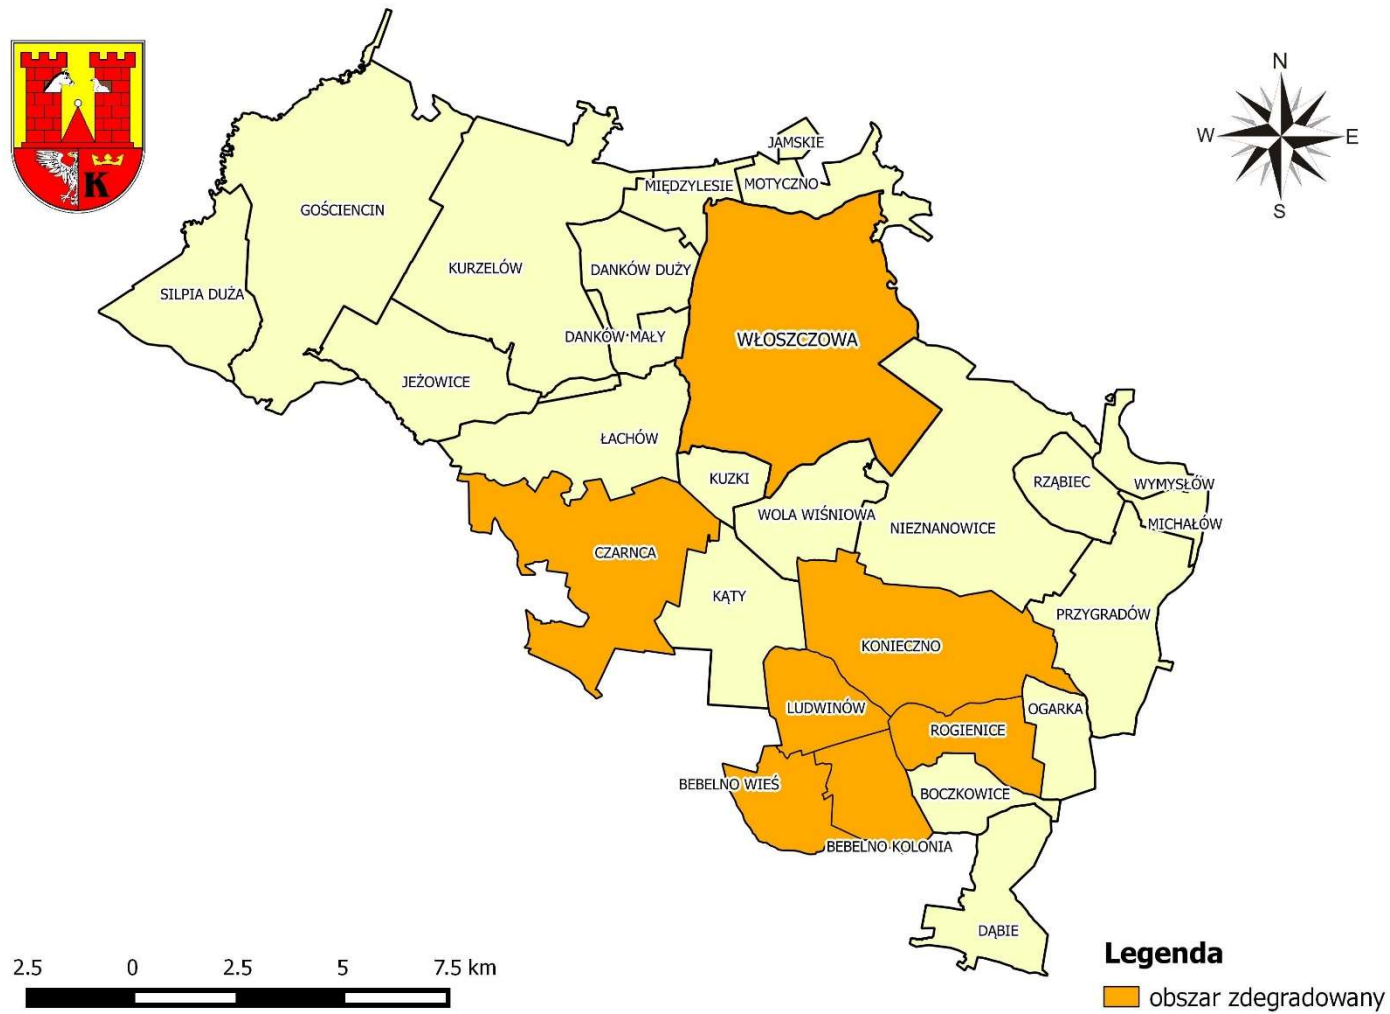 N
W
E
S
K
JAMSKIE
MIĘDZYLESIE
MOTYCZNO
GOŚCIENCIN
KURZELÓW
DANKÓW DUŻY
SILPIA DUŻA
DANKÓW MAŁY
WŁOSZCZOWA
JEŻOWICE
ŁACHÓW
KUZKI
RZĄBIEC
WYMYSŁÓW
WOLA WIŚNIOWA
NIEZNANOWICE
MICHAŁÓW
CZARNCA
KĄTY
PRZYGRADÓW
KONIECZNO
LUDWINÓW
OGARKA
ROGIENICE
BEBELNO WIEŚ
BOCZKOWICE
BEBELNO KOLONIA
DĄBIE
2.5 0 2.5 5 7.5 km
Legenda
obszar zdegradowany